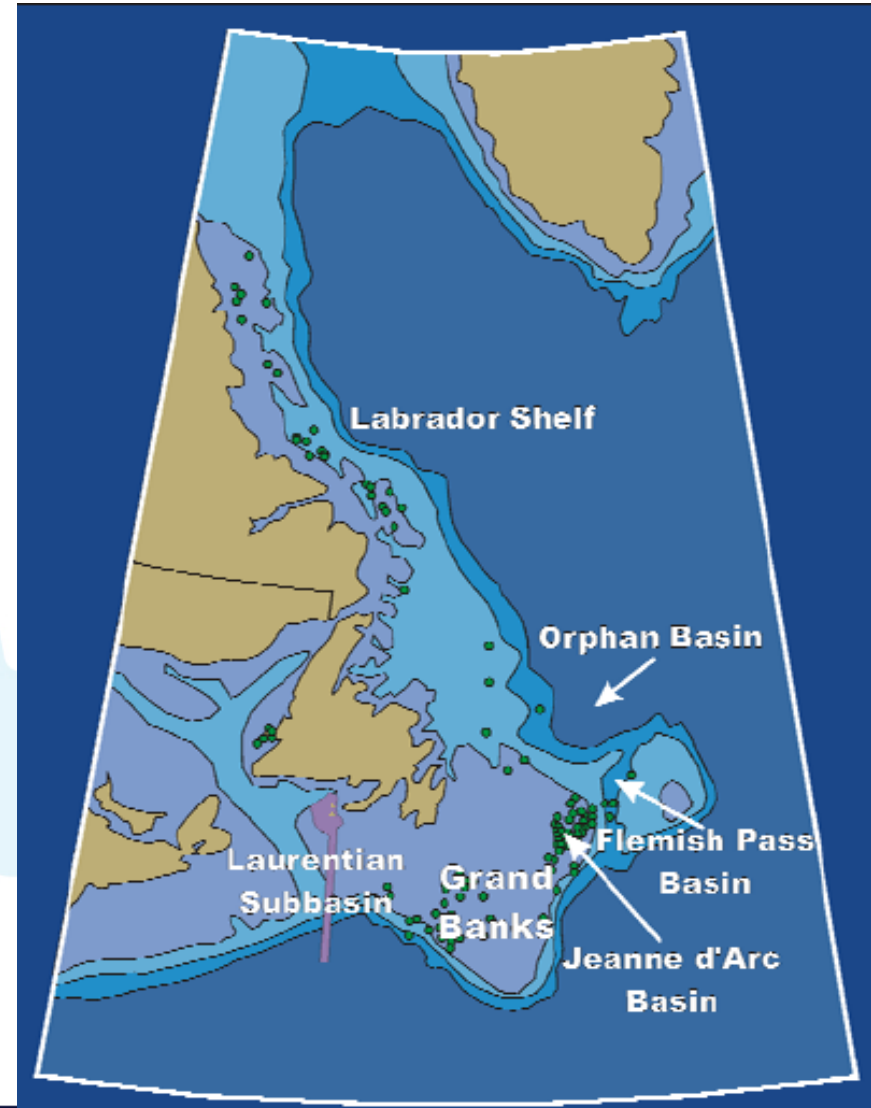 Labrador Shelf
Orphan Basin
Flemish Pass
Basin
Laurentian
Subbasin
Grand
Banks
Jeanne d'Arc
Basin